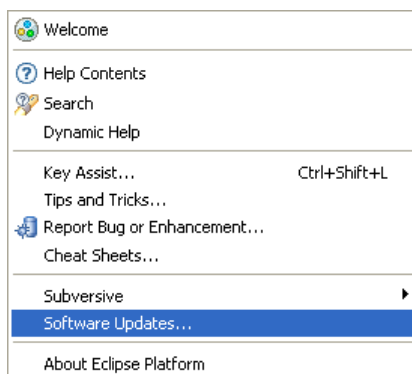 Welcome
Help Contents
Search
Dynamic Help
Key Assist... Ctrl+Shift+L
Tips and Tricks...
Report Bug or Enhancement...
Cheat Sheets...
Subversive
Software Updates...
About Eclipse Platform